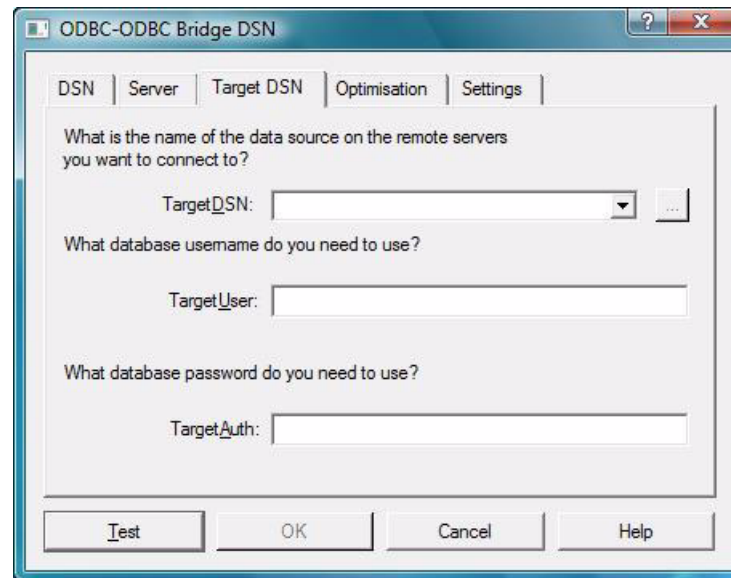 ODBC-ODBC Bridge DSN
?
DSN Server Target DSN Optimisation Settings
What is the name of the data source on the remote servers
you want to connect to?
TargetDSN:
...
What database username do you need to use?
TargetUser:
What database password do you need to use?
TargetAuth:
Test OK Cancel Help